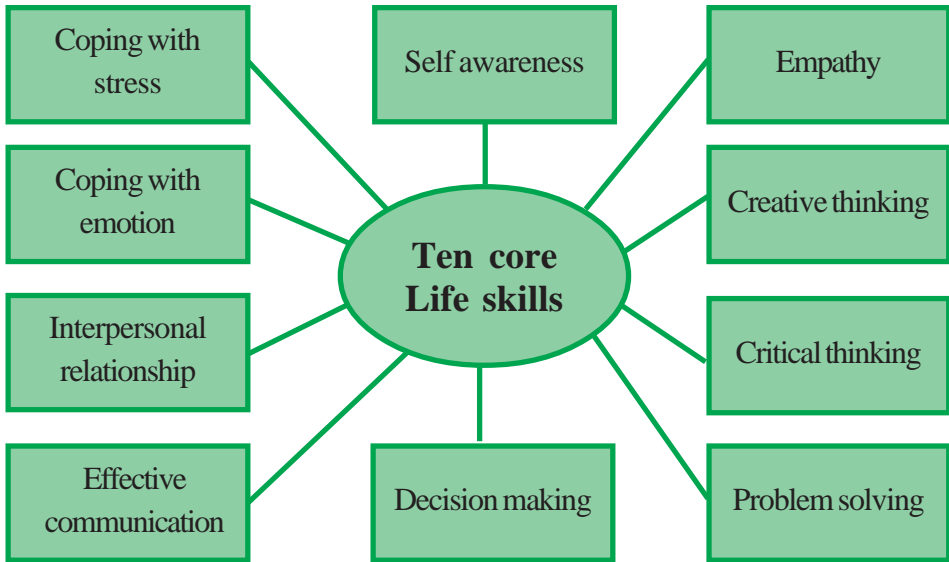 Coping with
stress
Self awareness
Empathy
Coping with
emotion
Creative thinking
Ten core
Life skills
Interpersonal
relationship
Critical thinking
Effective
communication
Decision making
Problem solving